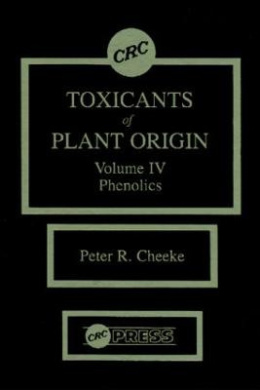 CRC
TOXICANTS
of
PLANT ORIGIN
Volume IV
Phenolics
Peter R. Cheeke
CRC PRESS